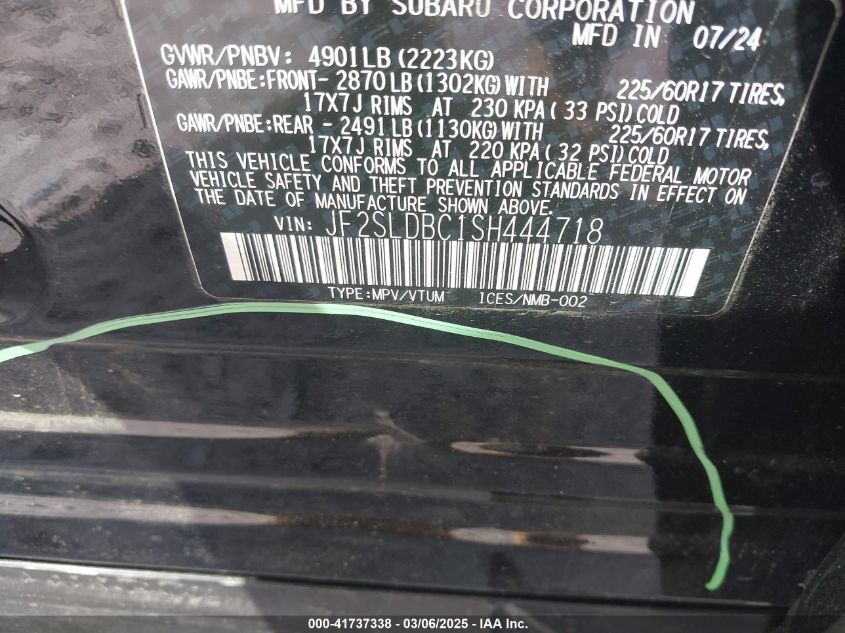 MFD BY SUBARU CORPORATION
MFD IN 07/24
GVWR/PNBV: 4901LB (2223KG)
GAWR/PNBE:FRONT- 2870LB (1302KG) WITH 225/60R17 TIRES,
17X7J RIMS AT 230 KPA ( 33 PSI) COLD
GAWR/PNBE:REAR - 2491LB (1130KG) WITH 225/60R17 TIRES,
17X7J RIMS AT 220 KPA ( 32 PSI) COLD
THIS VEHICLE CONFORMS TO ALL APPLICABLE FEDERAL MOTOR
VEHICLE SAFETY AND THEFT PREVENTION STANDARDS IN EFFECT ON
THE DATE OF MANUFACTURE SHOWN ABOVE.
VIN: JF2SLDBC1SH444718
TYPE:MPV/VTUM ICES/NMB-002
000-41737338 - 03/06/2025 - IAA Inc.